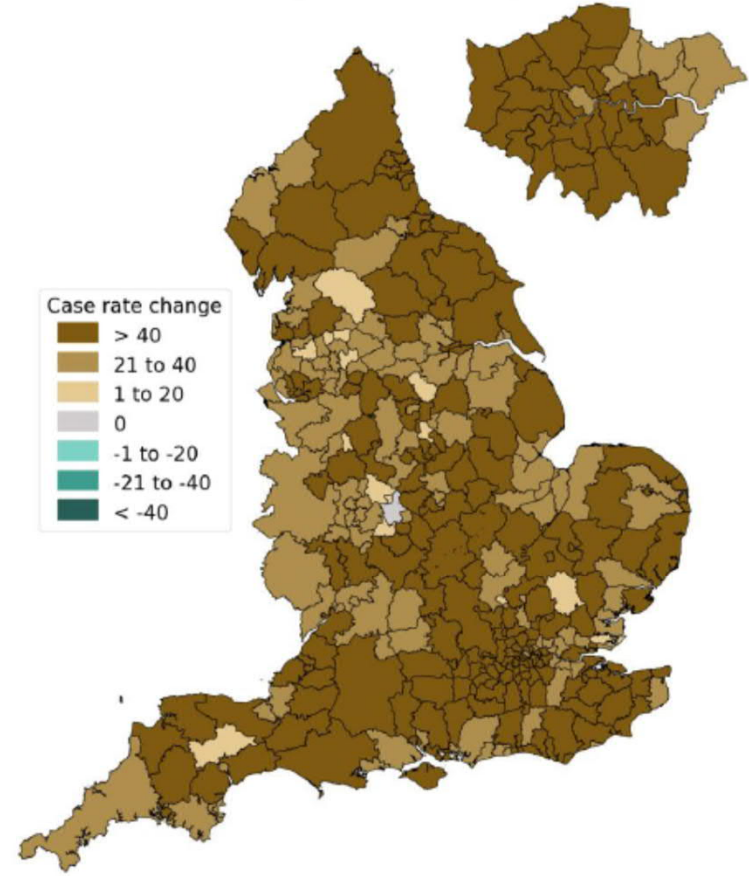 Case rate change
> 40
21 to 40
1 to 20
0
-1 to -20
-21 to -40
< -40